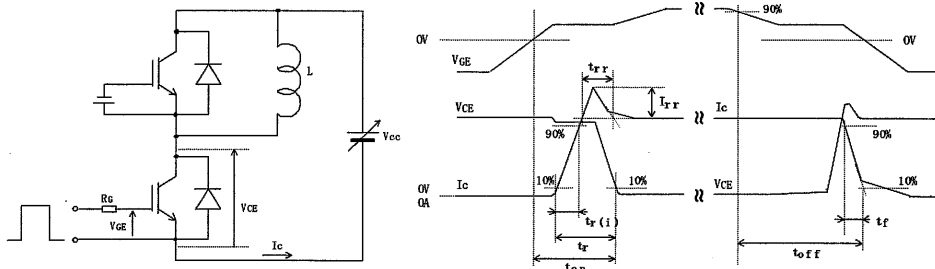 L
Vcc
RG
VGE
VCE
Ic
0V
VGE
trr
Irr
VCE
90%
0V
0A
Ic
10%
10%
tr(i)
tr
ton
90%
0V
Ic
90%
VCE
10%
tf
toff